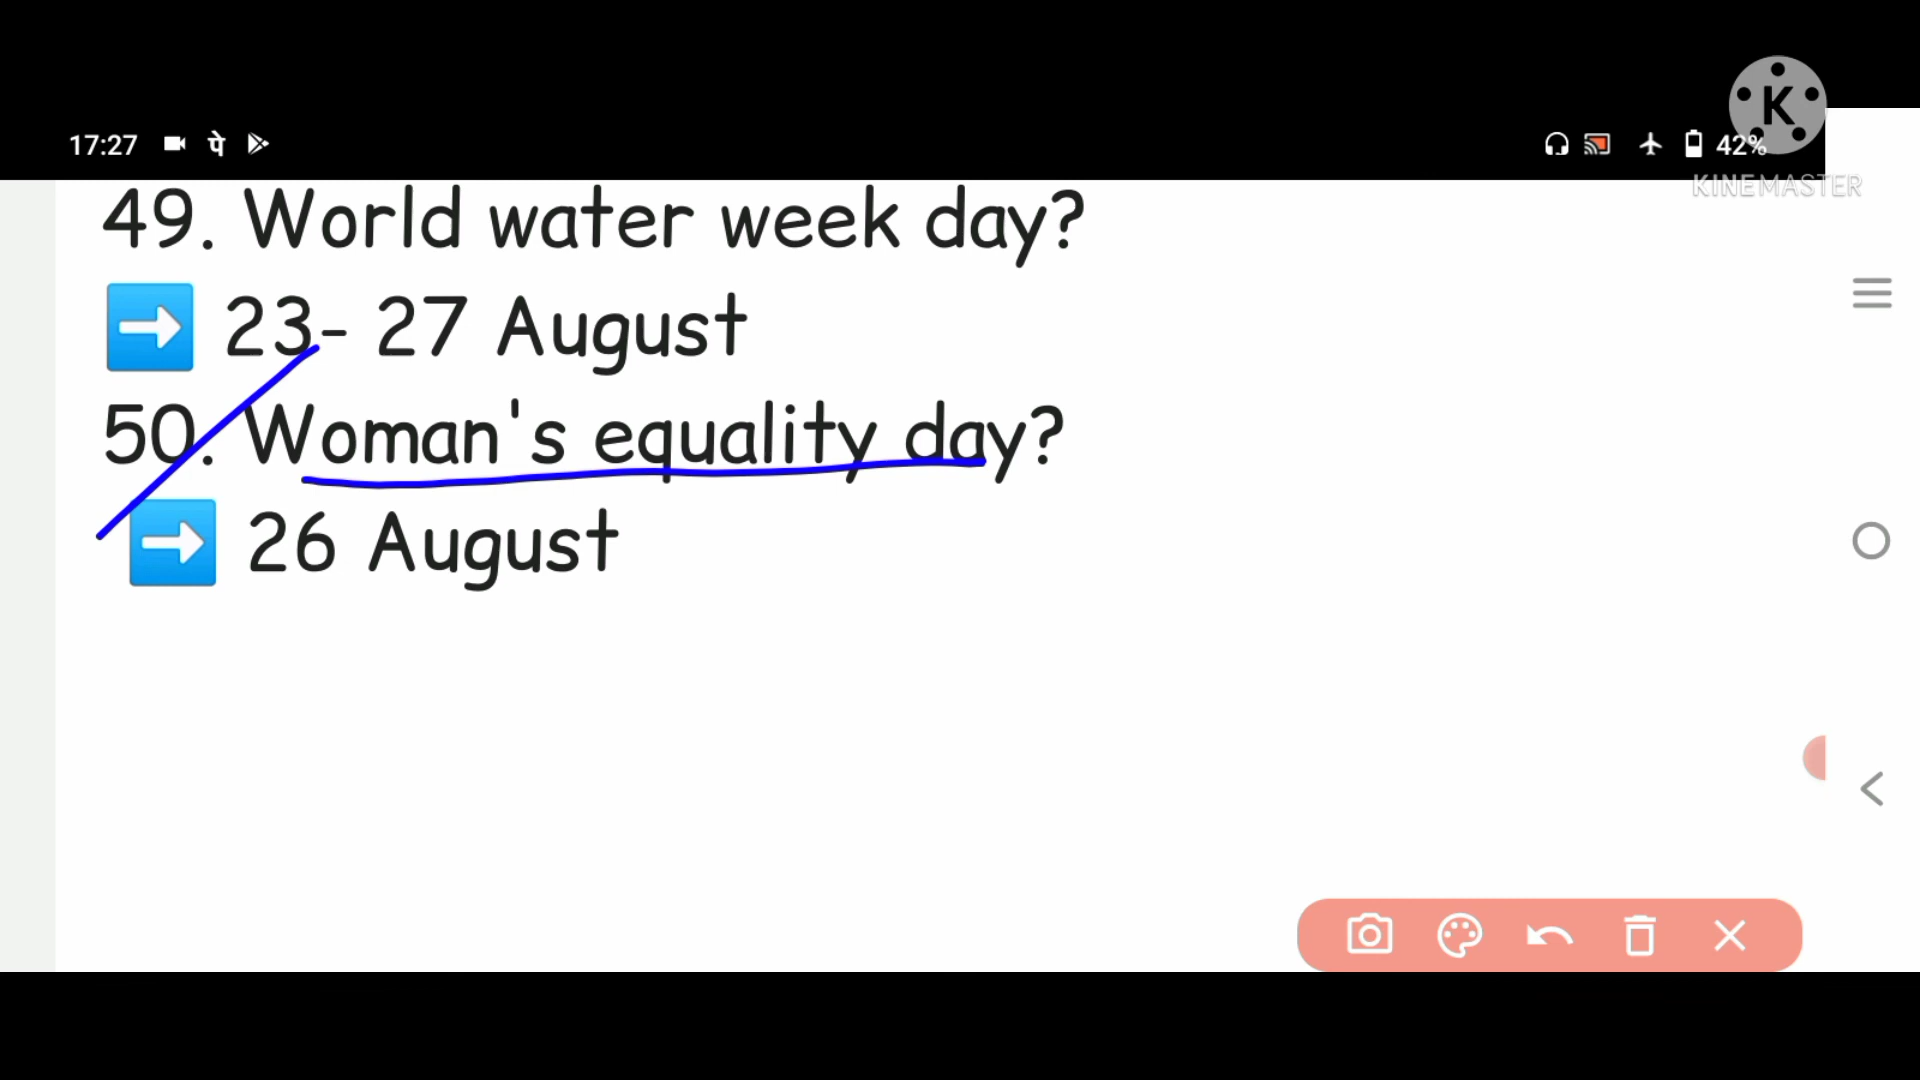 17:27 पे 42%
K
KINEMASTER
49. World water week day?
➡ 23- 27 August
50. Woman's equality day?
➡ 26 August